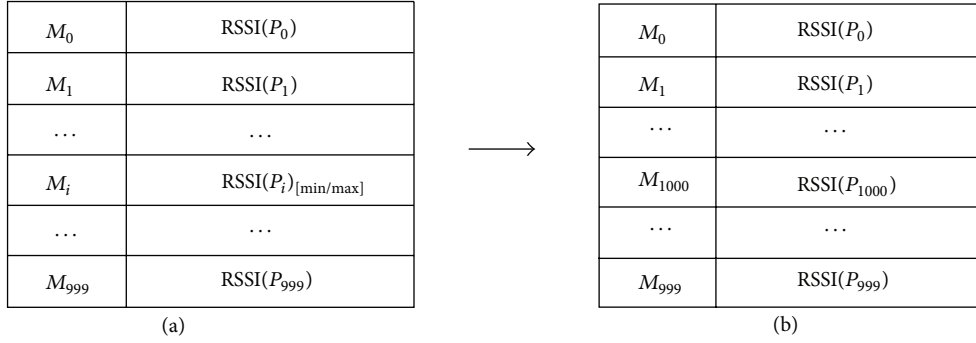 M₀ RSSI(P₀)
M₁ RSSI(P₁)
... ...
Mᵢ RSSI(Pᵢ)[min/max]
... ...
M₉₉₉ RSSI(P₉₉₉)
(a)
M₀ RSSI(P₀)
M₁ RSSI(P₁)
... ...
M₁₀₀₀ RSSI(P₁₀₀₀)
... ...
M₉₉₉ RSSI(P₉₉₉)
(b)